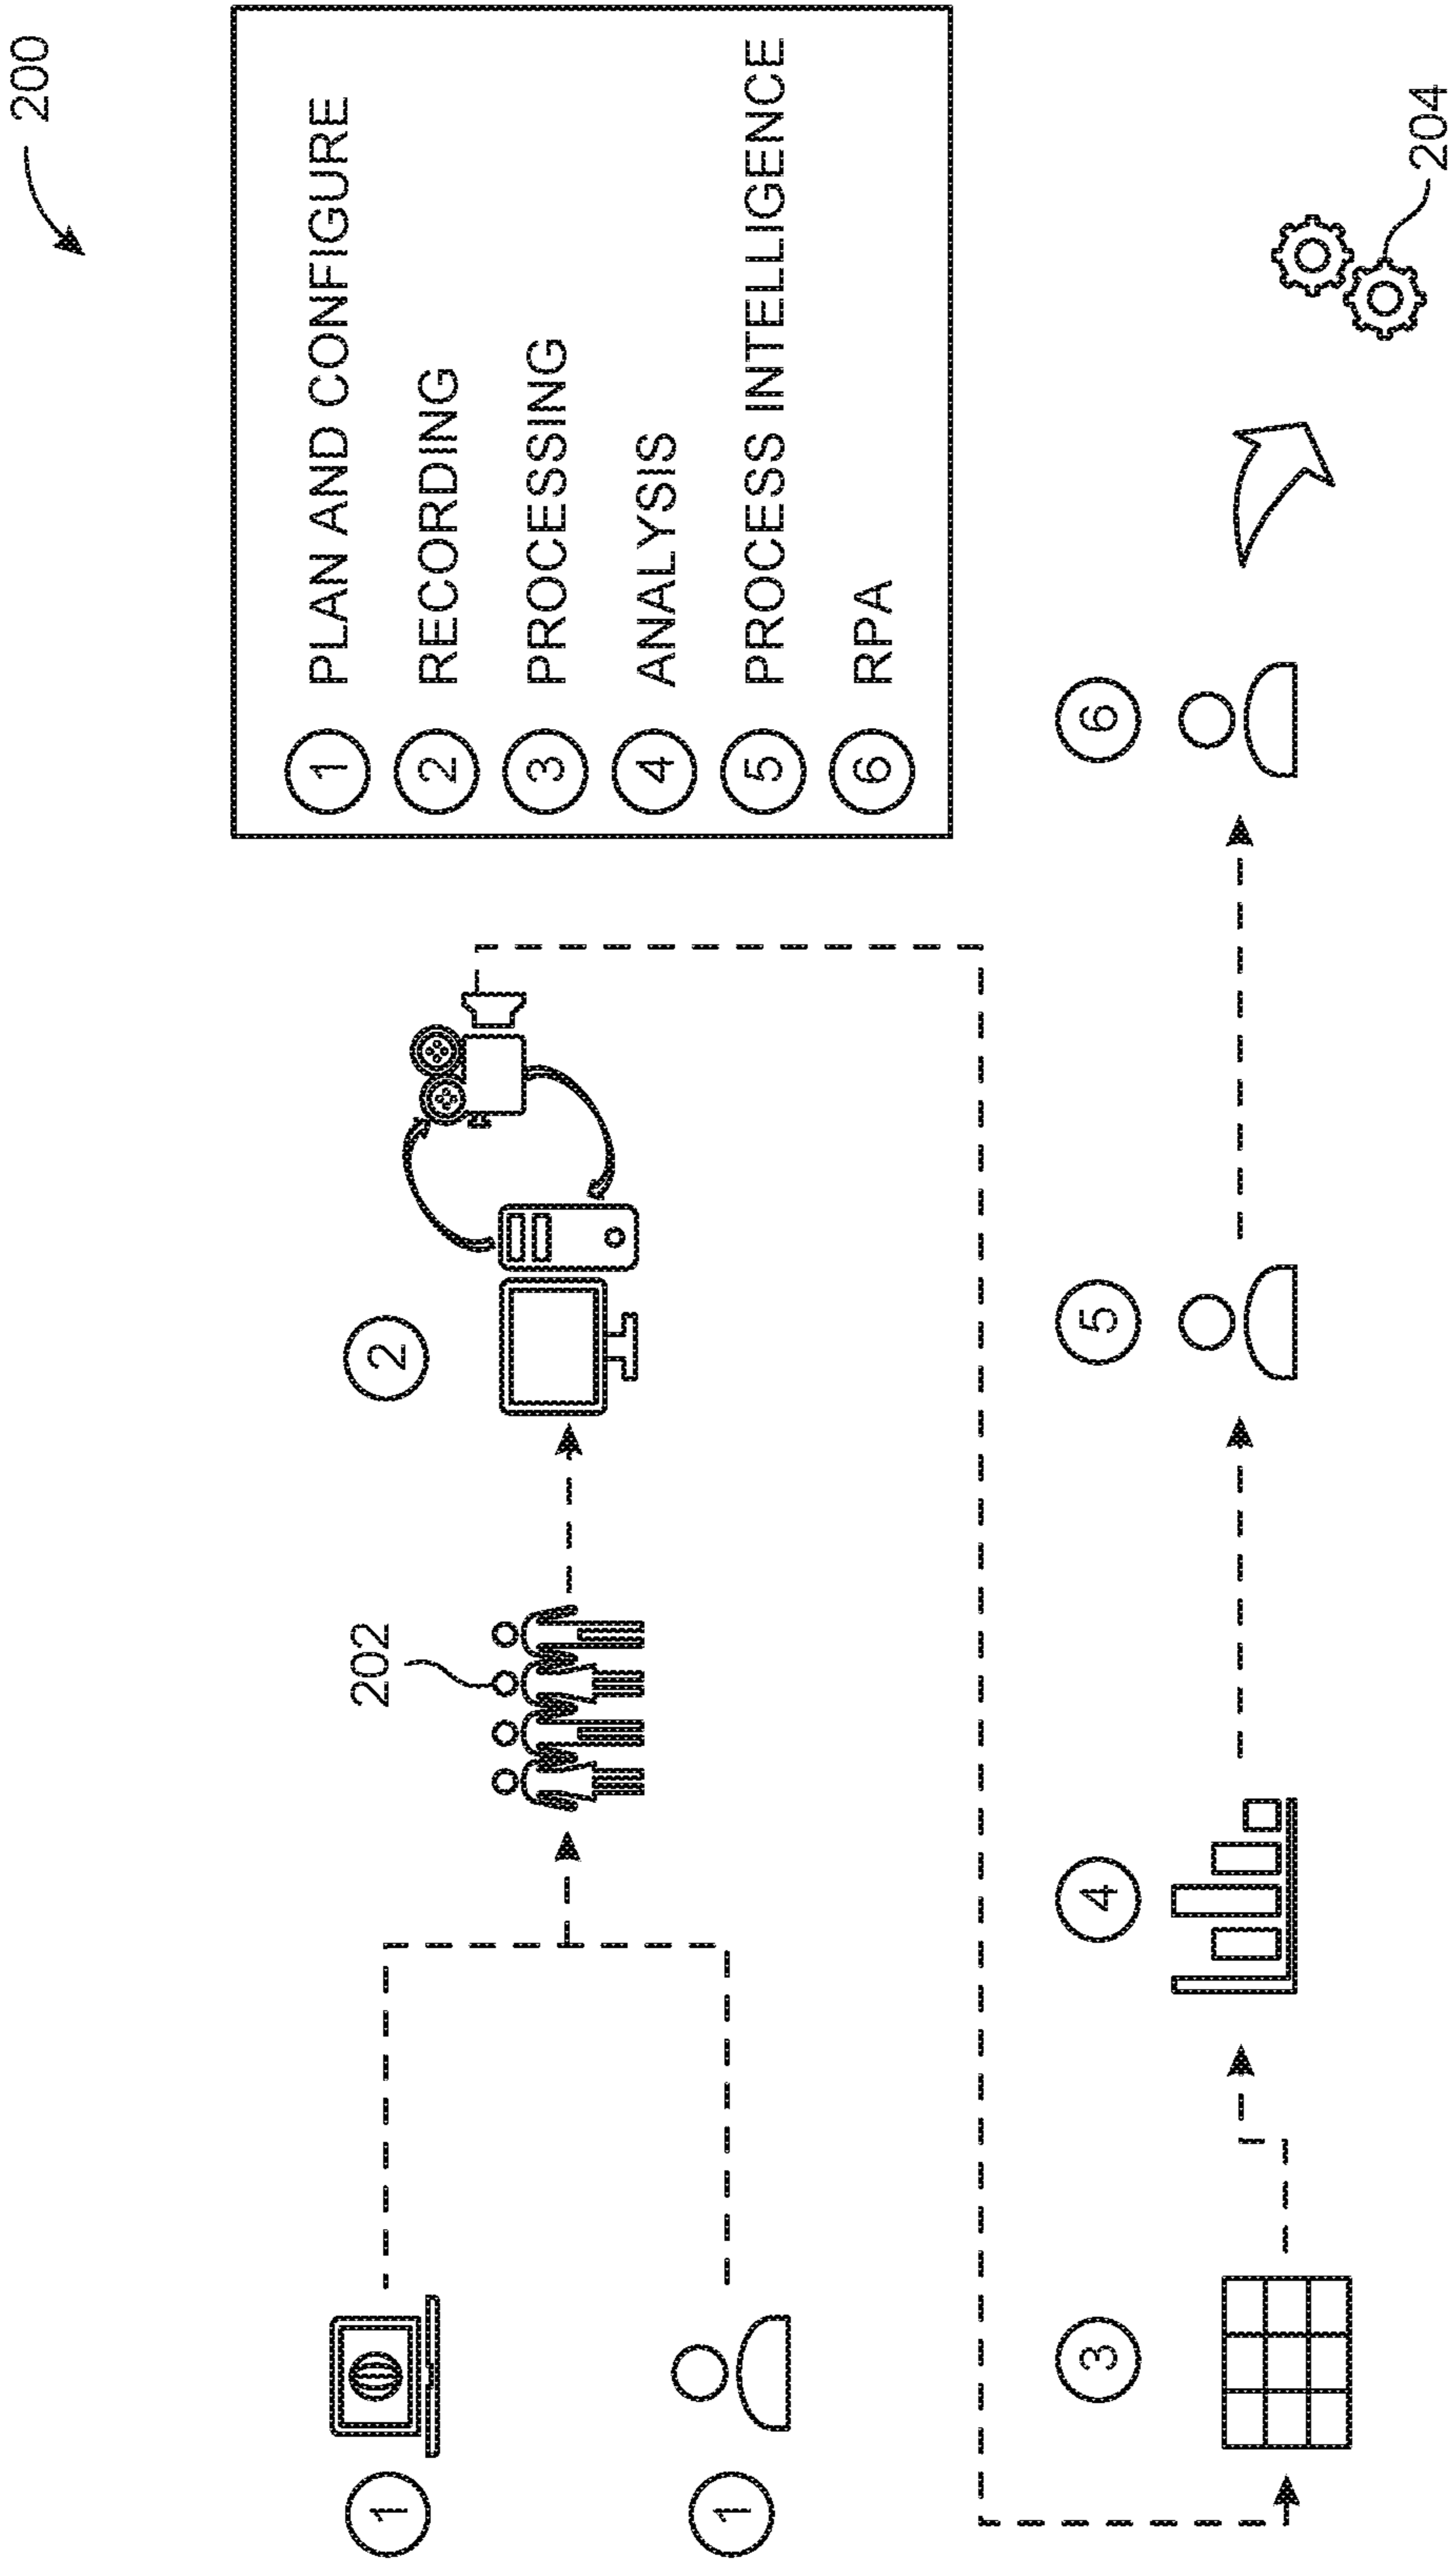 200
1 PLAN AND CONFIGURE
2 RECORDING
3 PROCESSING
4 ANALYSIS
5 PROCESS INTELLIGENCE
6 RPA
1
202
2
1
3
4
5
6
204